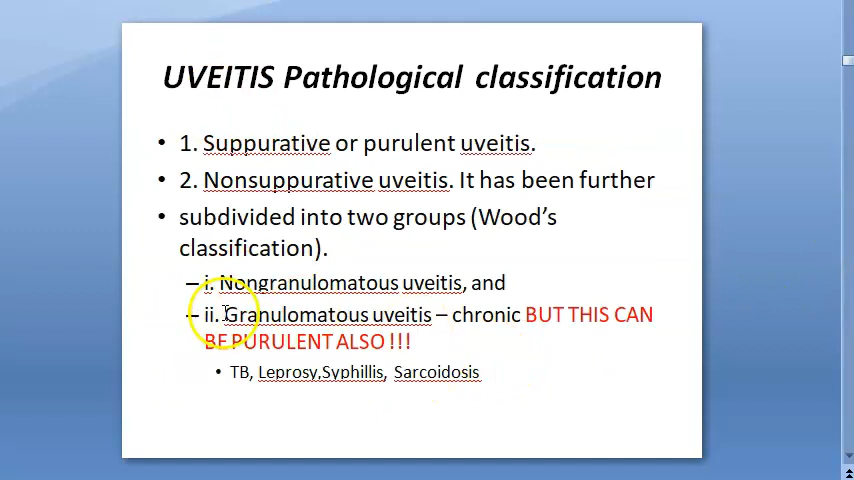 UVEITIS Pathological classification
• 1. Suppurative or purulent uveitis.
• 2. Nonsuppurative uveitis. It has been further
• subdivided into two groups (Wood's
classification).
– i. Nongranulomatous uveitis, and
– ii. Granulomatous uveitis – chronic BUT THIS CAN
BE PURULENT ALSO !!!
• TB, Leprosy,Syphillis, Sarcoidosis